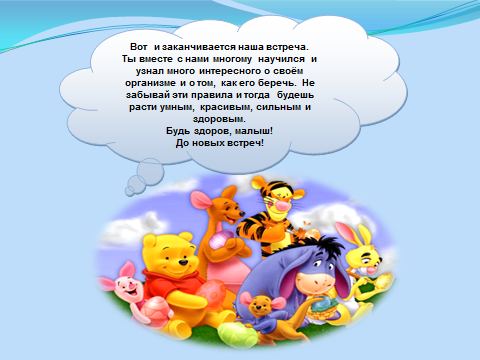 Вот и заканчивается наша встреча.
Ты вместе с нами многому научился и
узнал много интересного о своём
организме и о том, как его беречь. Не
забывай эти правила и тогда будешь
расти умным, красивым, сильным и
здоровым.
Будь здоров, малыш!
До новых встреч!